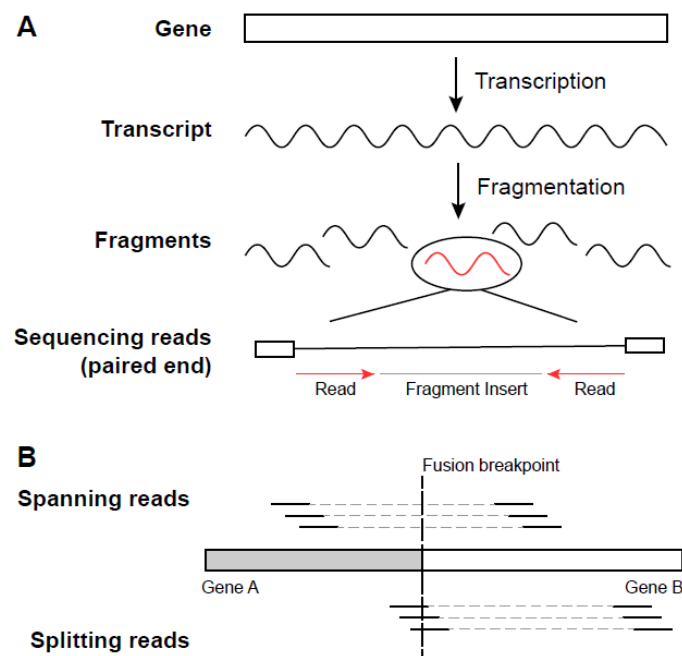 A
Gene
Transcription
Transcript
Fragmentation
Fragments
Sequencing reads
(paired end)
Read
Fragment Insert
Read
B
Fusion breakpoint
Spanning reads
Gene A
Gene B
Splitting reads